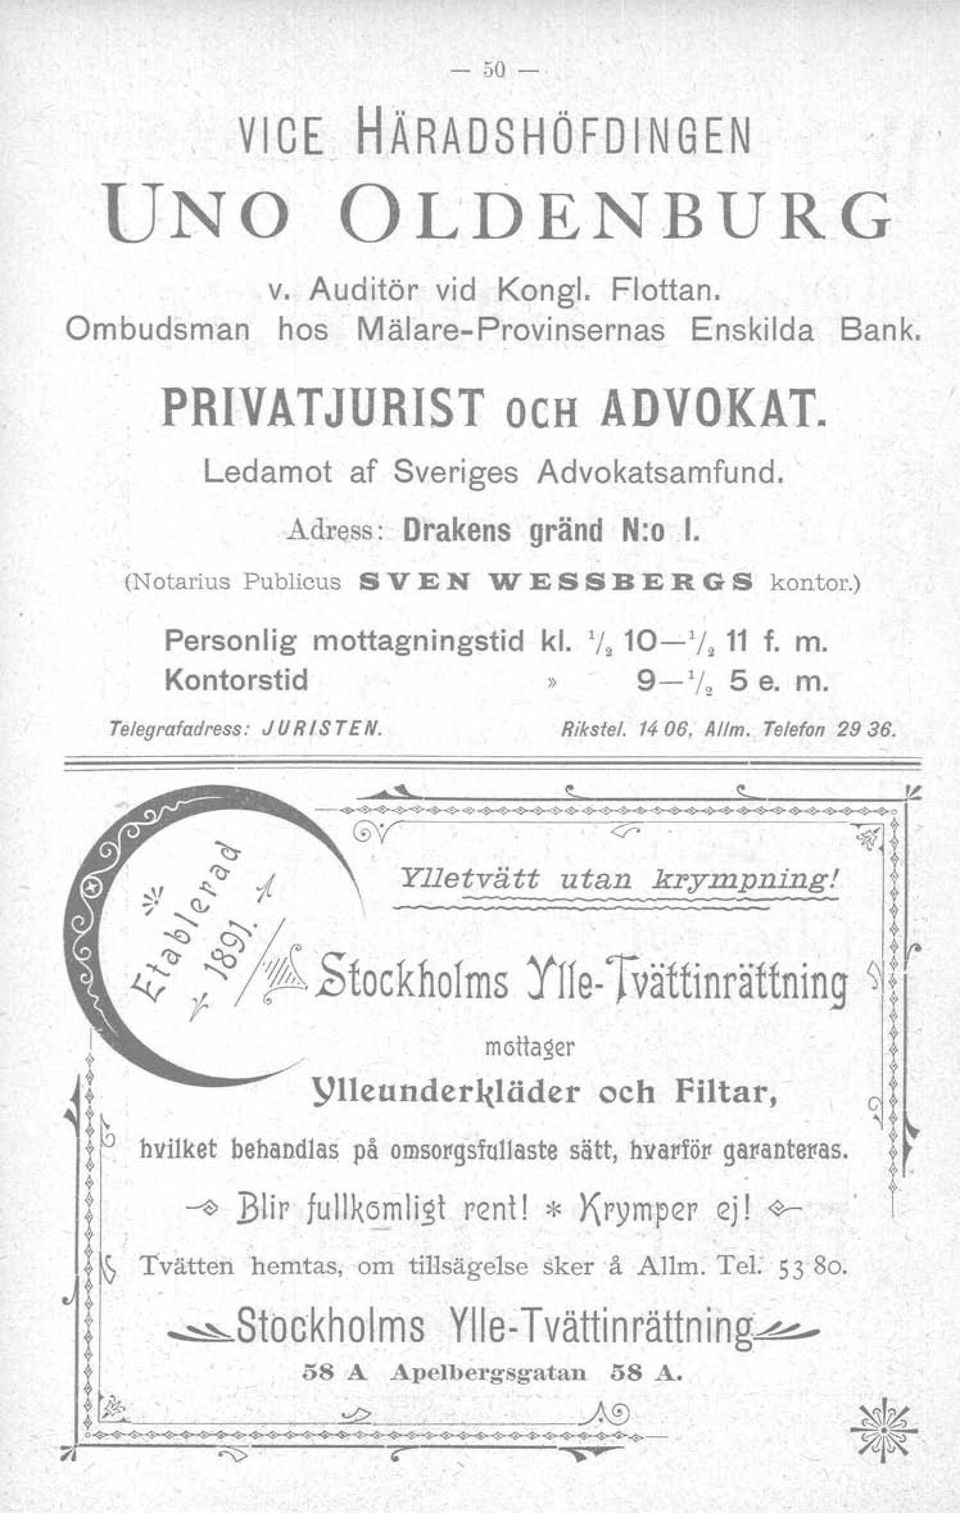 — 50 —
VICE HÄRADSHÖFDINGEN
UNO OLDENBURG
v. Auditör vid Kongl. Flottan.
Ombudsman hos Mälare-Provinsernas Enskilda Bank.
PRIVATJURIST OCH ADVOKAT.
Ledamot af Sveriges Advokatsamfund.
Adress: Drakens gränd N:o 1.
(Notarius Publicus SVEN WESSBERGS kontor.)
Personlig mottagningstid kl. 1/2 10—1/2 11 f. m.
Kontorstid » 9—1/2 5 e. m.
Telegrafadress: JURISTEN. Rikstel. 14 06, Allm. Telefon 29 36.
Etablerad
1891.
Ylletvätt utan krympning!
Stockholms Ylle-Tvättinrättning
mottager
Ylleunderkläder och Filtar,
hvilket behandlas på omsorgsfullaste sätt, hvarför garanteras.
Blir fullkomligt rent! * Krymper ej!
Tvätten hemtas, om tillsägelse sker å Allm. Tel. 53 80.
Stockholms Ylle-Tvättinrättning
58 A Apelbergsgatan 58 A.